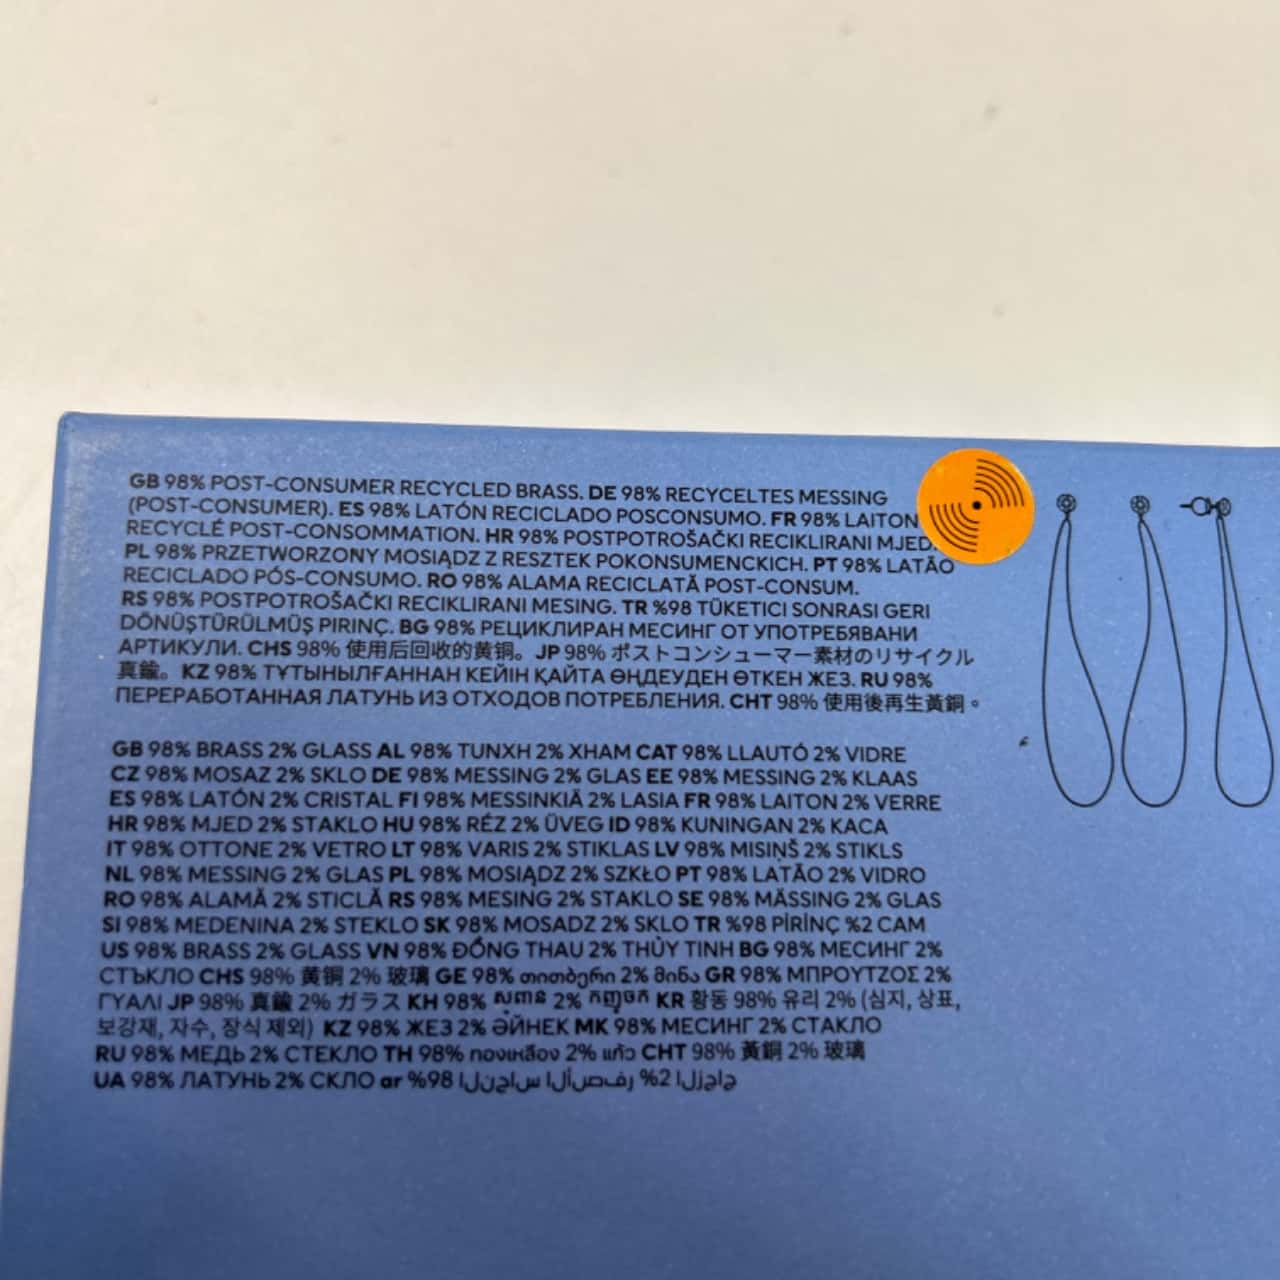 GB 98% POST-CONSUMER RECYCLED BRASS. DE 98% RECYCELTES MESSING
(POST-CONSUMER). ES 98% LATÓN RECICLADO POSCONSUMO. FR 98% LAITON
RECYCLÉ POST-CONSOMMATION. HR 98% POSTPOTROŠAČKI RECIKLIRANI MJED.
PL 98% PRZETWORZONY MOSIĄDZ Z RESZTEK POKONSUMENCKICH. PT 98% LATÃO
RECICLADO PÓS-CONSUMO. RO 98% ALAMA RECICLATĂ POST-CONSUM.
RS 98% POSTPOTROŠAČKI RECIKLIRANI MESING. TR %98 TÜKETICI SONRASI GERI
DÖNÜŞTÜRÜLMÜŞ PIRINÇ. BG 98% РЕЦИКЛИРАН МЕСИНГ ОТ УПОТРЕБЯВАНИ
АРТИКУЛИ. CHS 98% 使用后回收的黄铜。JP 98% ポストコンシューマー素材のリサイクル
真鍮。KZ 98% ТҰТЫНЫЛҒАННАН КЕЙІН ҚАЙТА ӨҢДЕУДЕН ӨТКЕН ЖЕЗ. RU 98%
ПЕРЕРАБОТАННАЯ ЛАТУНЬ ИЗ ОТХОДОВ ПОТРЕБЛЕНИЯ. CHT 98% 使用後再生黃銅。
GB 98% BRASS 2% GLASS AL 98% TUNXH 2% XHAM CAT 98% LLAUTÓ 2% VIDRE
CZ 98% MOSAZ 2% SKLO DE 98% MESSING 2% GLAS EE 98% MESSING 2% KLAAS
ES 98% LATÓN 2% CRISTAL FI 98% MESSINKIÄ 2% LASIA FR 98% LAITON 2% VERRE
HR 98% MJED 2% STAKLO HU 98% RÉZ 2% ÜVEG ID 98% KUNINGAN 2% KACA
IT 98% OTTONE 2% VETRO LT 98% VARIS 2% STIKLAS LV 98% MISIŅŠ 2% STIKLS
NL 98% MESSING 2% GLAS PL 98% MOSIĄDZ 2% SZKŁO PT 98% LATÃO 2% VIDRO
RO 98% ALAMĂ 2% STICLĂ RS 98% MESING 2% STAKLO SE 98% MÄSSING 2% GLAS
SI 98% MEDENINA 2% STEKLO SK 98% MOSADZ 2% SKLO TR %98 PİRİNÇ %2 CAM
US 98% BRASS 2% GLASS VN 98% ĐỒNG THAU 2% THỦY TINH BG 98% МЕСИНГ 2%
СТЪКЛО CHS 98% 黄铜 2% 玻璃 GE 98% თითბერი 2% მინა GR 98% ΜΠΡΟΥΤΖΟΣ 2%
ΓΥΑΛΙ JP 98% 真鍮 2% ガラス KH 98% ស្ពាន 2% កញ្ចក់ KR 황동 98% 유리 2% (심지, 상표,
보강재, 자수, 장식 제외) KZ 98% ЖЕЗ 2% ӘЙНЕК MK 98% МЕСИНГ 2% СТАКЛО
RU 98% МЕДЬ 2% СТЕКЛО TH 98% ทองเหลือง 2% แก้ว CHT 98% 黃銅 2% 玻璃
UA 98% ЛАТУНЬ 2% СКЛО ar %98 النحاس الأصفر %2 الزجاج